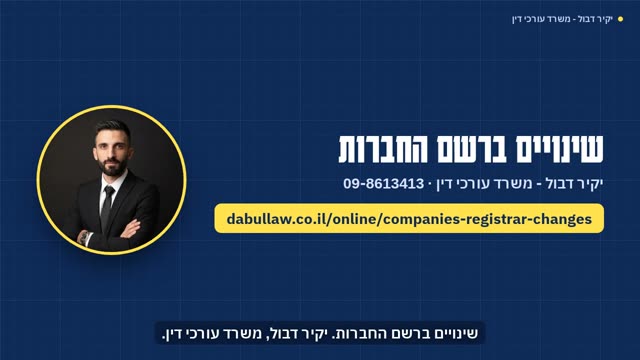 יקיר דבול - משרד עורכי דין
שינויים ברשם החברות
יקיר דבול - משרד עורכי דין · 09-8613413
dabullaw.co.il/online/companies-registrar-changes
שינויים ברשם החברות. יקיר דבול, משרד עורכי דין.